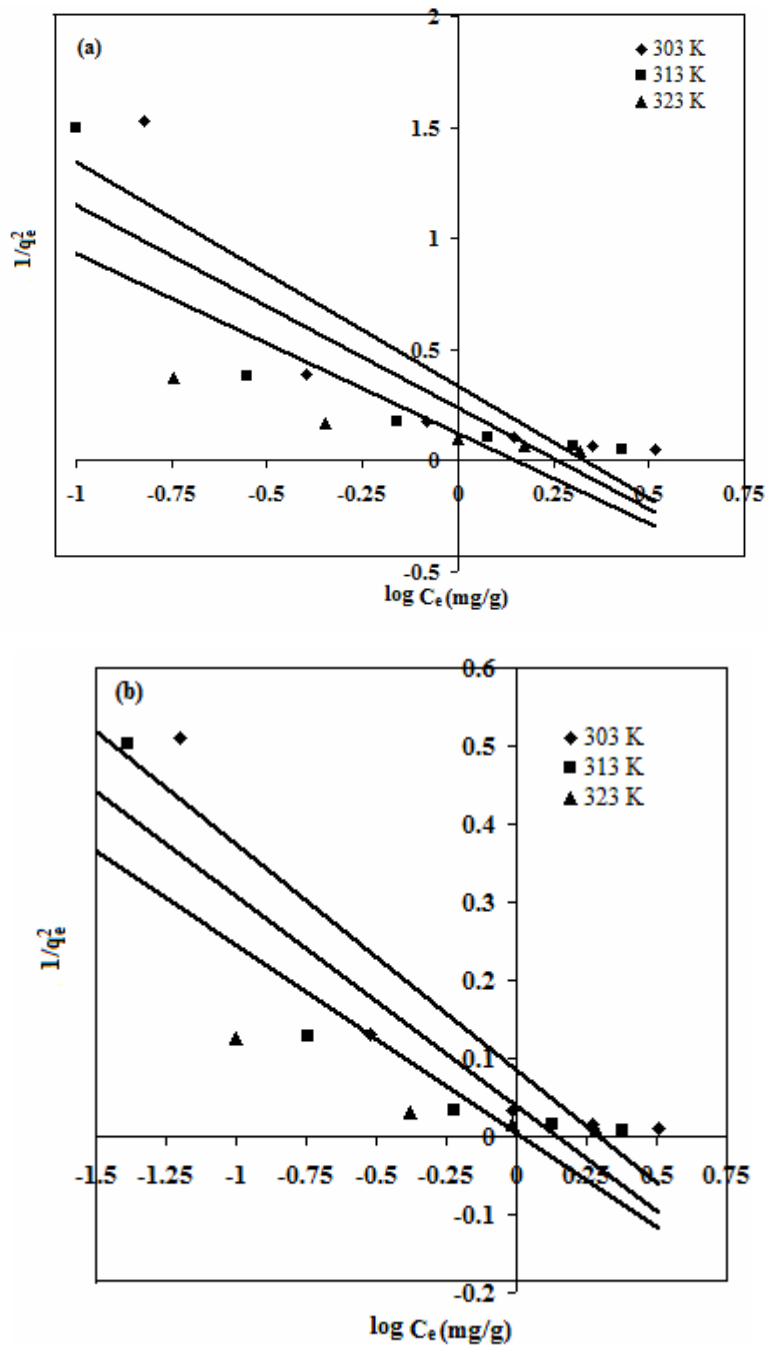 (a)
2
1.5
1
0.5
0
-0.5
-1 -0.75 -0.5 -0.25 0 0.25 0.5 0.75
303 K
313 K
323 K
1/q²ₑ
log Cₑ (mg/g)
(b)
0.6
0.5
0.4
0.3
0.2
0.1
0
-0.1
-0.2
-1.5 -1.25 -1 -0.75 -0.5 -0.25 0 0.25 0.5 0.75
303 K
313 K
323 K
1/q²ₑ
log Cₑ (mg/g)